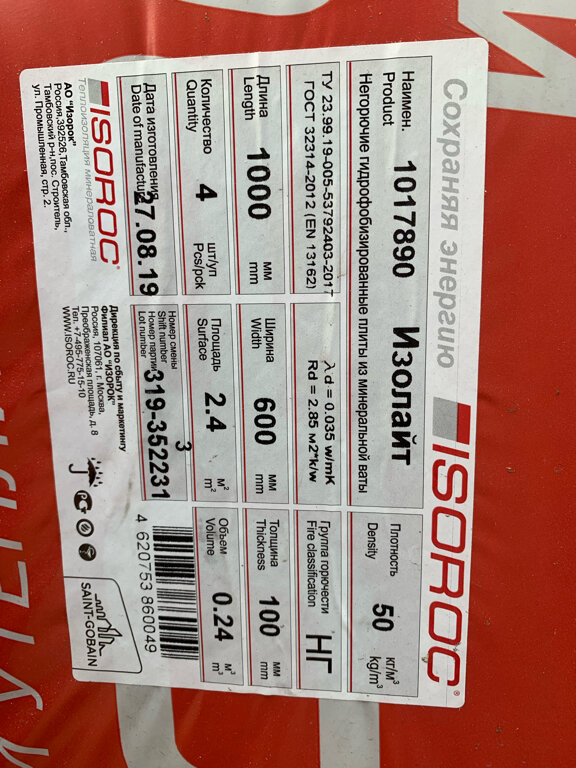 Сохраняя энергию
ISOROC®
Наимен.
Product
1017890 Изолайт
Негорючие гидрофобизированные плиты из минеральной ваты
Плотность
Density
50 кг/м³
kg/m³
ТУ 23.99.19-005-53792403-2017
ГОСТ 32314-2012 (EN 13162)
λ d = 0.035 w/mK
Rd = 2.85 м2*k/w
Группа горючести
Fire classification
НГ
Длина
Length
1000 мм
mm
Ширина
Width
600 мм
mm
Толщина
Thickness
100 мм
mm
Количество
Quantity
4 шт/уп
Pcs/pck
Площадь
Surface
2.4 м²
m²
Объем
Volume
0.24 м³
m³
Дата изготовления
Date of manufacture
27.08.19
Номер смены
Shift number
3
Номер партии
Lot number
319-352231
4 620753 860049
ISOROC®
Теплоизоляция минераловатная
АО "Изорок"
Россия,392526,Тамбовская обл.,
Тамбовский р-н,пос. Строитель,
ул. Промышленная, стр. 2.
Дирекция по сбыту и маркетингу
Филиал АО "ИЗОРОК"
Россия, 107061, г. Москва,
Преображенская площадь, д. 8
Тел. +7-495-775-15-10
WWW.ISOROC.RU
SAINT-GOBAIN